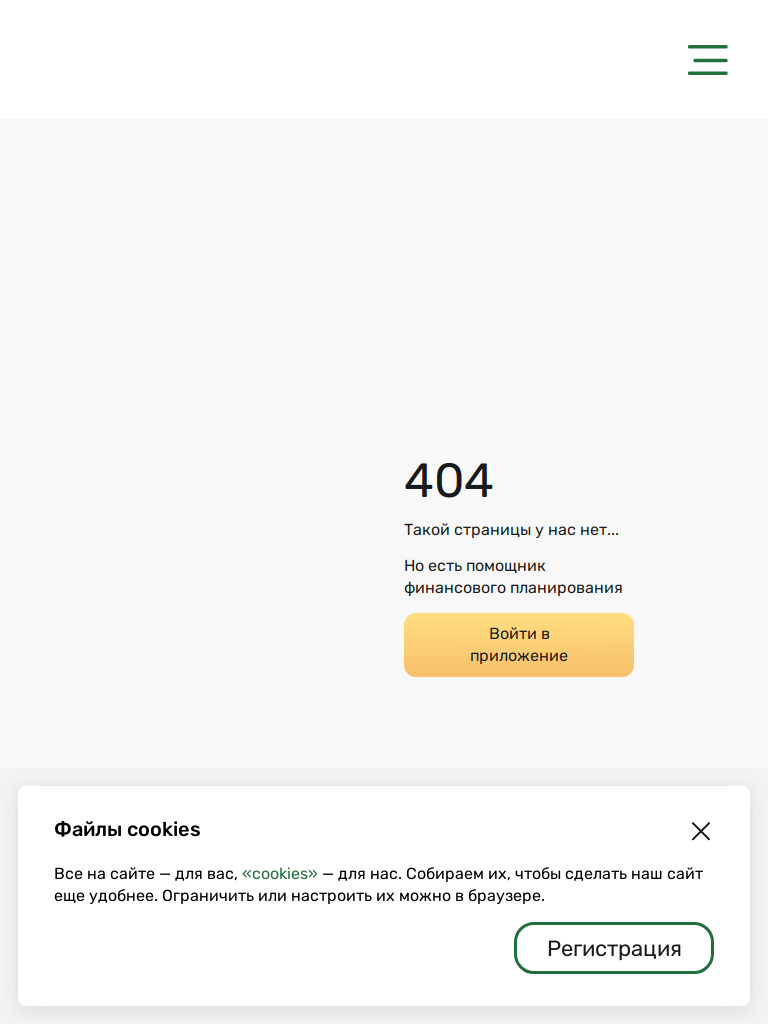 404
Такой страницы у нас нет...
Но есть помощник
финансового планирования
Войти в
приложение
Файлы cookies
Все на сайте — для вас, «cookies» — для нас. Собираем их, чтобы сделать наш сайт
еще удобнее. Ограничить или настроить их можно в браузере.
Регистрация